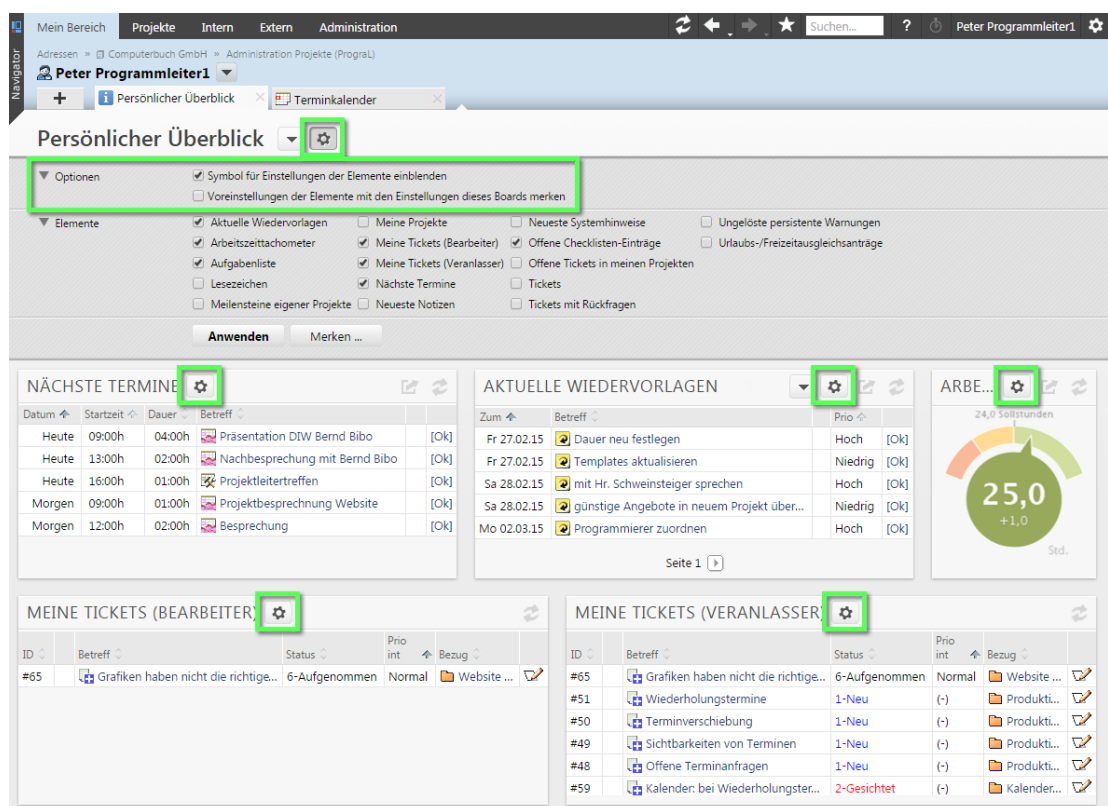 Mein Bereich Projekte Intern Extern Administration Suchen... ? Peter Programmleiter1
Navigator
Adressen » Computerbuch GmbH » Administration Projekte (PrograL)
Peter Programmleiter1
+ Persönlicher Überblick Terminkalender
Persönlicher Überblick
Optionen Symbol für Einstellungen der Elemente einblenden
Voreinstellungen der Elemente mit den Einstellungen dieses Boards merken
Elemente Aktuelle Wiedervorlagen Meine Projekte Neueste Systemhinweise Ungelöste persistente Warnungen
Arbeitszeittachometer Meine Tickets (Bearbeiter) Offene Checklisten-Einträge Urlaubs-/Freizeitausgleichsanträge
Aufgabenliste Meine Tickets (Veranlasser) Offene Tickets in meinen Projekten
Lesezeichen Nächste Termine Tickets
Meilensteine eigener Projekte Neueste Notizen Tickets mit Rückfragen
Anwenden Merken ...
NÄCHSTE TERMINE
Datum Startzeit Dauer Betreff
Heute 09:00h 04:00h Präsentation DIW Bernd Bibo [Ok]
Heute 13:00h 02:00h Nachbesprechung mit Bernd Bibo [Ok]
Heute 16:00h 01:00h Projektleitertreffen [Ok]
Morgen 09:00h 01:00h Projektbesprechnung Website [Ok]
Morgen 12:00h 02:00h Besprechung [Ok]
AKTUELLE WIEDERVORLAGEN
Zum Betreff Prio
Fr 27.02.15 Dauer neu festlegen Hoch [Ok]
Fr 27.02.15 Templates aktualisieren Niedrig [Ok]
Sa 28.02.15 mit Hr. Schweinsteiger sprechen Hoch [Ok]
Sa 28.02.15 günstige Angebote in neuem Projekt über... Niedrig [Ok]
Mo 02.03.15 Programmierer zuordnen Hoch [Ok]
Seite 1
ARBE...
24,0 Sollstunden
25,0
+1,0
Std.
MEINE TICKETS (BEARBEITER)
ID Betreff Status Prio int Bezug
#65 Grafiken haben nicht die richtige... 6-Aufgenommen Normal Website ...
MEINE TICKETS (VERANLASSER)
ID Betreff Status Prio int Bezug
#65 Grafiken haben nicht die richtige... 6-Aufgenommen Normal Website ...
#51 Wiederholungstermine 1-Neu (-) Produkti...
#50 Terminverschiebung 1-Neu (-) Produkti...
#49 Sichtbarkeiten von Terminen 1-Neu (-) Produkti...
#48 Offene Terminanfragen 1-Neu (-) Produkti...
#59 Kalender: bei Wiederholungster... 2-Gesichtet (-) Kalender...